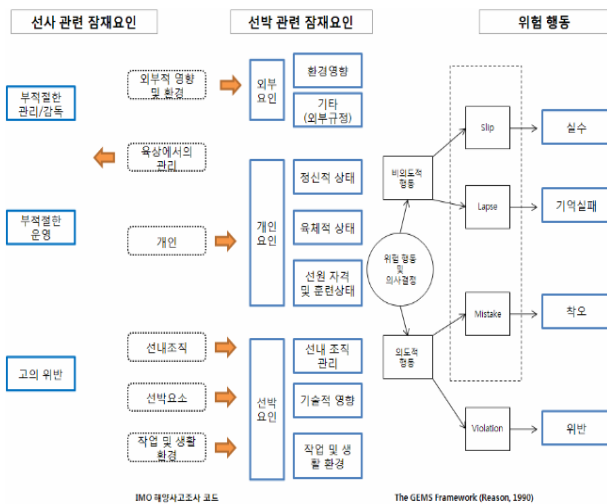 선사 관련 잠재요인
선박 관련 잠재요인
위험 행동
부적절한
관리/감독
부적절한
운영
고의 위반
외부적 영향
및 환경
육상에서의
관리
개인
선내조직
선박요소
작업 및 생활
환경
외부
요인
환경영향
기타
(외부규정)
개인
요인
정신적 상태
육체적 상태
선원 자격
및 훈련상태
선박
요인
선내 조직
관리
기술적 영향
작업 및 생
활 환경
비의도적
행동
위험 행동
및
의사결정
의도적
행동
Slip
Lapse
Mistake
Violation
실수
기억실패
착오
위반
IMO 해양사고조사 코드
The GEMS Framework (Reason, 1990)